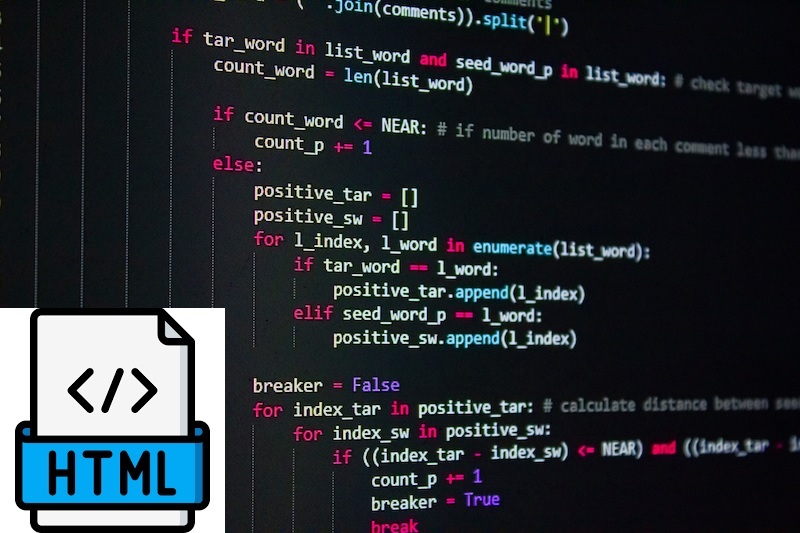 .join(comments)).split('|')
if tar_word in list_word and seed_word_p in list_word: # check target
count_word = len(list_word)
if count_word <= NEAR: # if number of word in each comment less than
count_p += 1
else:
positive_tar = []
positive_sw = []
for l_index, l_word in enumerate(list_word):
if tar_word == l_word:
positive_tar.append(l_index)
elif seed_word_p == l_word:
positive_sw.append(l_index)
breaker = False
for index_tar in positive_tar: # calculate distance between
for index_sw in positive_sw:
if ((index_tar - index_sw) <= NEAR) and ((index_tar -
count_p += 1
breaker = True
break
</>
HTML